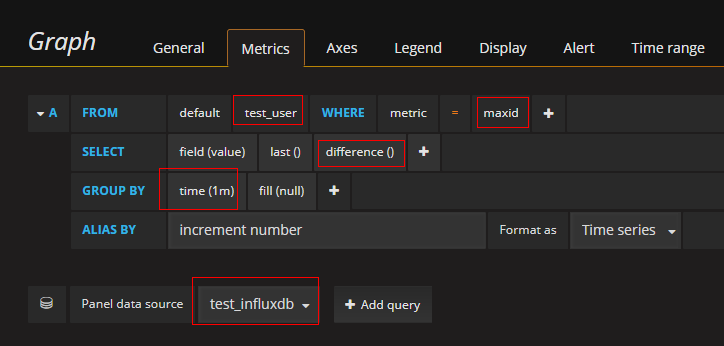 Graph General Metrics Axes Legend Display Alert Time range
A FROM default test_user WHERE metric = maxid +
SELECT field (value) last () difference () +
GROUP BY time (1m) fill (null) +
ALIAS BY increment number Format as Time series
Panel data source test_influxdb + Add query